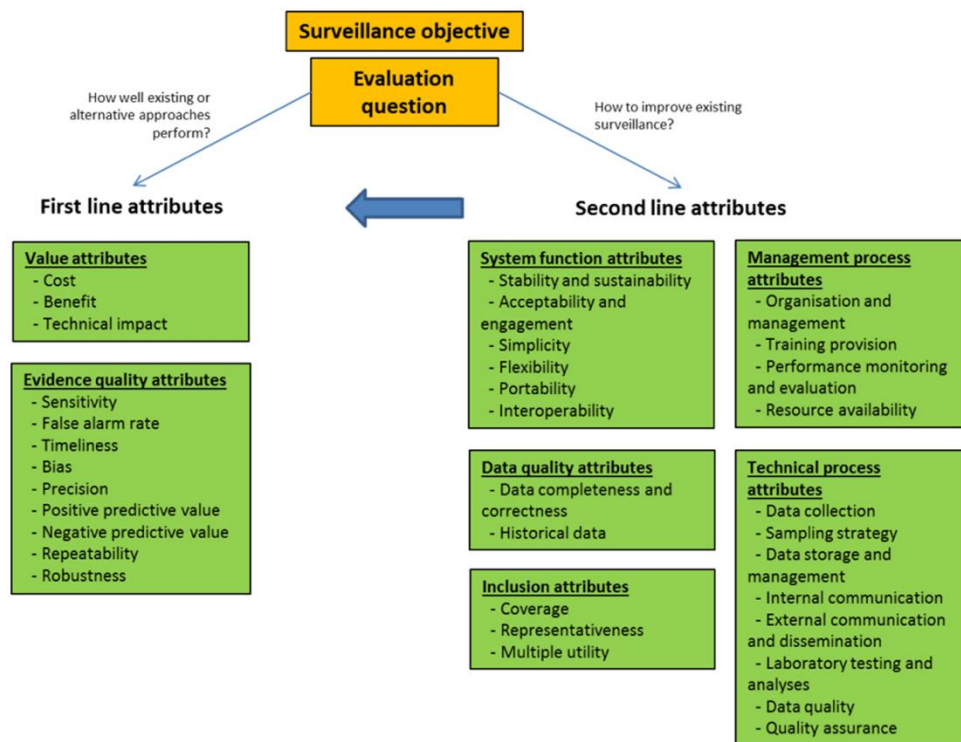 Surveillance objective
Evaluation
question
How well existing or
alternative approaches
perform?
How to improve existing
surveillance?
First line attributes
Second line attributes
Value attributes
- Cost
- Benefit
- Technical impact
Evidence quality attributes
- Sensitivity
- False alarm rate
- Timeliness
- Bias
- Precision
- Positive predictive value
- Negative predictive value
- Repeatability
- Robustness
System function attributes
- Stability and sustainability
- Acceptability and
engagement
- Simplicity
- Flexibility
- Portability
- Interoperability
Data quality attributes
- Data completeness and
correctness
- Historical data
Inclusion attributes
- Coverage
- Representativeness
- Multiple utility
Management process
attributes
- Organisation and
management
- Training provision
- Performance monitoring
and evaluation
- Resource availability
Technical process
attributes
- Data collection
- Sampling strategy
- Data storage and
management
- Internal communication
- External communication
and dissemination
- Laboratory testing and
analyses
- Data quality
- Quality assurance